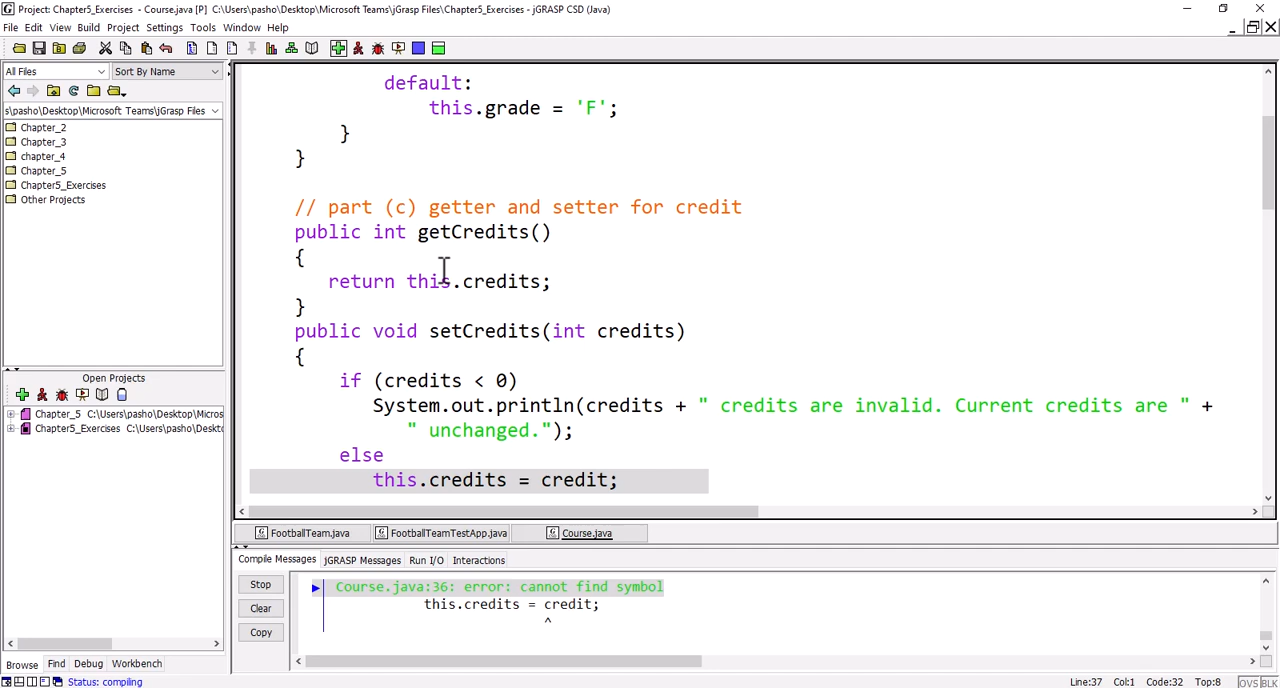 Project: Chapter5_Exercises - Course.java [P] C:\Users\pasho\Desktop\Microsoft Teams\jGrasp Files\Chapter5_Exercises - jGRASP CSD (Java)
File Edit View Build Project Settings Tools Window Help
All Files Sort By Name
s\pasho\Desktop\Microsoft Teams\jGrasp Files
Chapter_2
Chapter_3
chapter_4
Chapter_5
Chapter5_Exercises
Other Projects
default:
this.grade = 'F';
}
}
// part (c) getter and setter for credit
public int getCredits()
{
return this.credits;
}
public void setCredits(int credits)
{
if (credits < 0)
System.out.println(credits + " credits are invalid. Current credits are " +
" unchanged.");
else
this.credits = credit;
Open Projects
Chapter_5 C:\Users\pasho\Desktop\Micros
Chapter5_Exercises C:\Users\pasho\Deskto
FootballTeam.java FootballTeamTestApp.java Course.java
Compile Messages jGRASP Messages Run I/O Interactions
Stop
Clear
Copy
Course.java:36: error: cannot find symbol
this.credits = credit;
^
Browse Find Debug Workbench
Status: compiling
Line:37 Col:1 Code:32 Top:8 OVS BLK